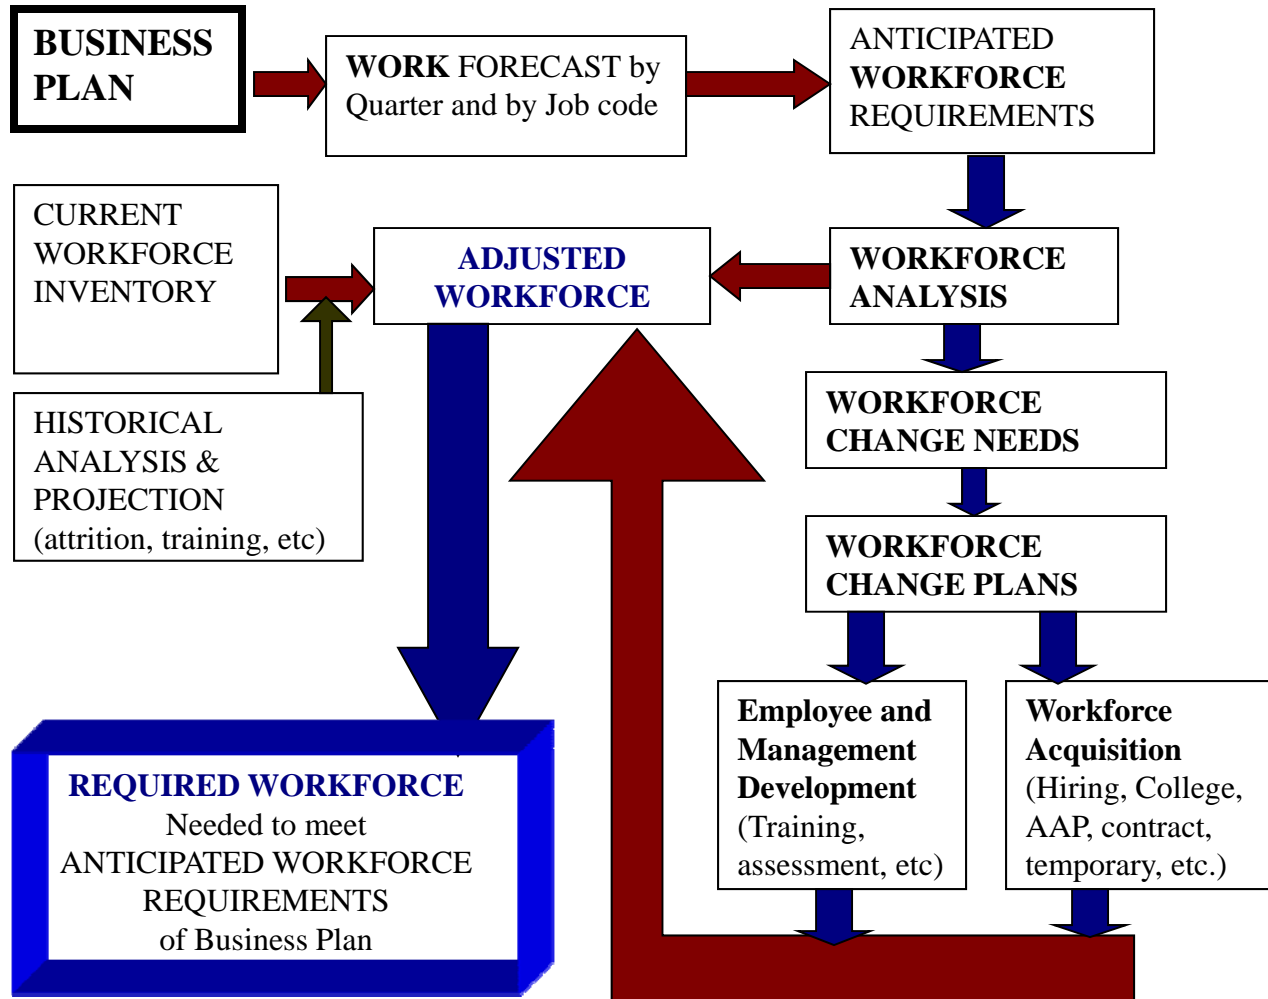 BUSINESS
PLAN
WORK FORECAST by
Quarter and by Job code
ANTICIPATED
WORKFORCE
REQUIREMENTS
CURRENT
WORKFORCE
INVENTORY
ADJUSTED
WORKFORCE
WORKFORCE
ANALYSIS
HISTORICAL
ANALYSIS &
PROJECTION
(attrition, training, etc)
WORKFORCE
CHANGE NEEDS
WORKFORCE
CHANGE PLANS
Employee and
Management
Development
(Training,
assessment, etc)
Workforce
Acquisition
(Hiring, College,
AAP, contract,
temporary, etc.)
REQUIRED WORKFORCE
Needed to meet
ANTICIPATED WORKFORCE
REQUIREMENTS
of Business Plan